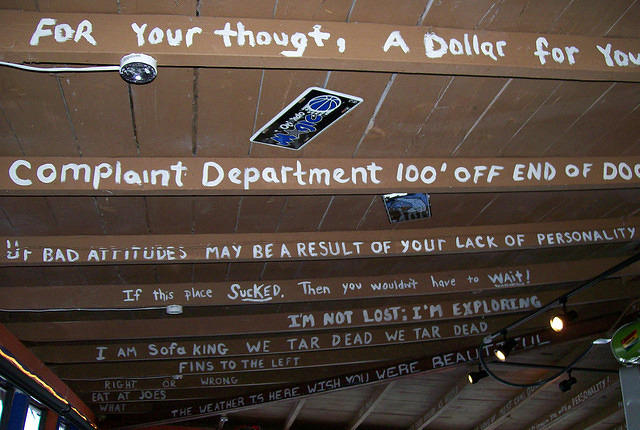 FOR Your thougt, A Dollar for You
Complaint Department 100' OFF END OF DOC
Ur BAD ATTITUDES MAY BE A RESULT OF YOUR LACK OF PERSONALITY
If this place SUCKED. Then you wouldn't have to WAit!
I'M NOT LOST; I'M EXPLORING
I AM Sofa KING WE TAR DEAD WE TAR DEAD
FINS TO THE LEFT
RIGHT OR WRONG
EAT AT JOES
WHAT
THE WEATHER IS HERE WISH YOU WERE BEAUTIFUL
PERSONALITY!